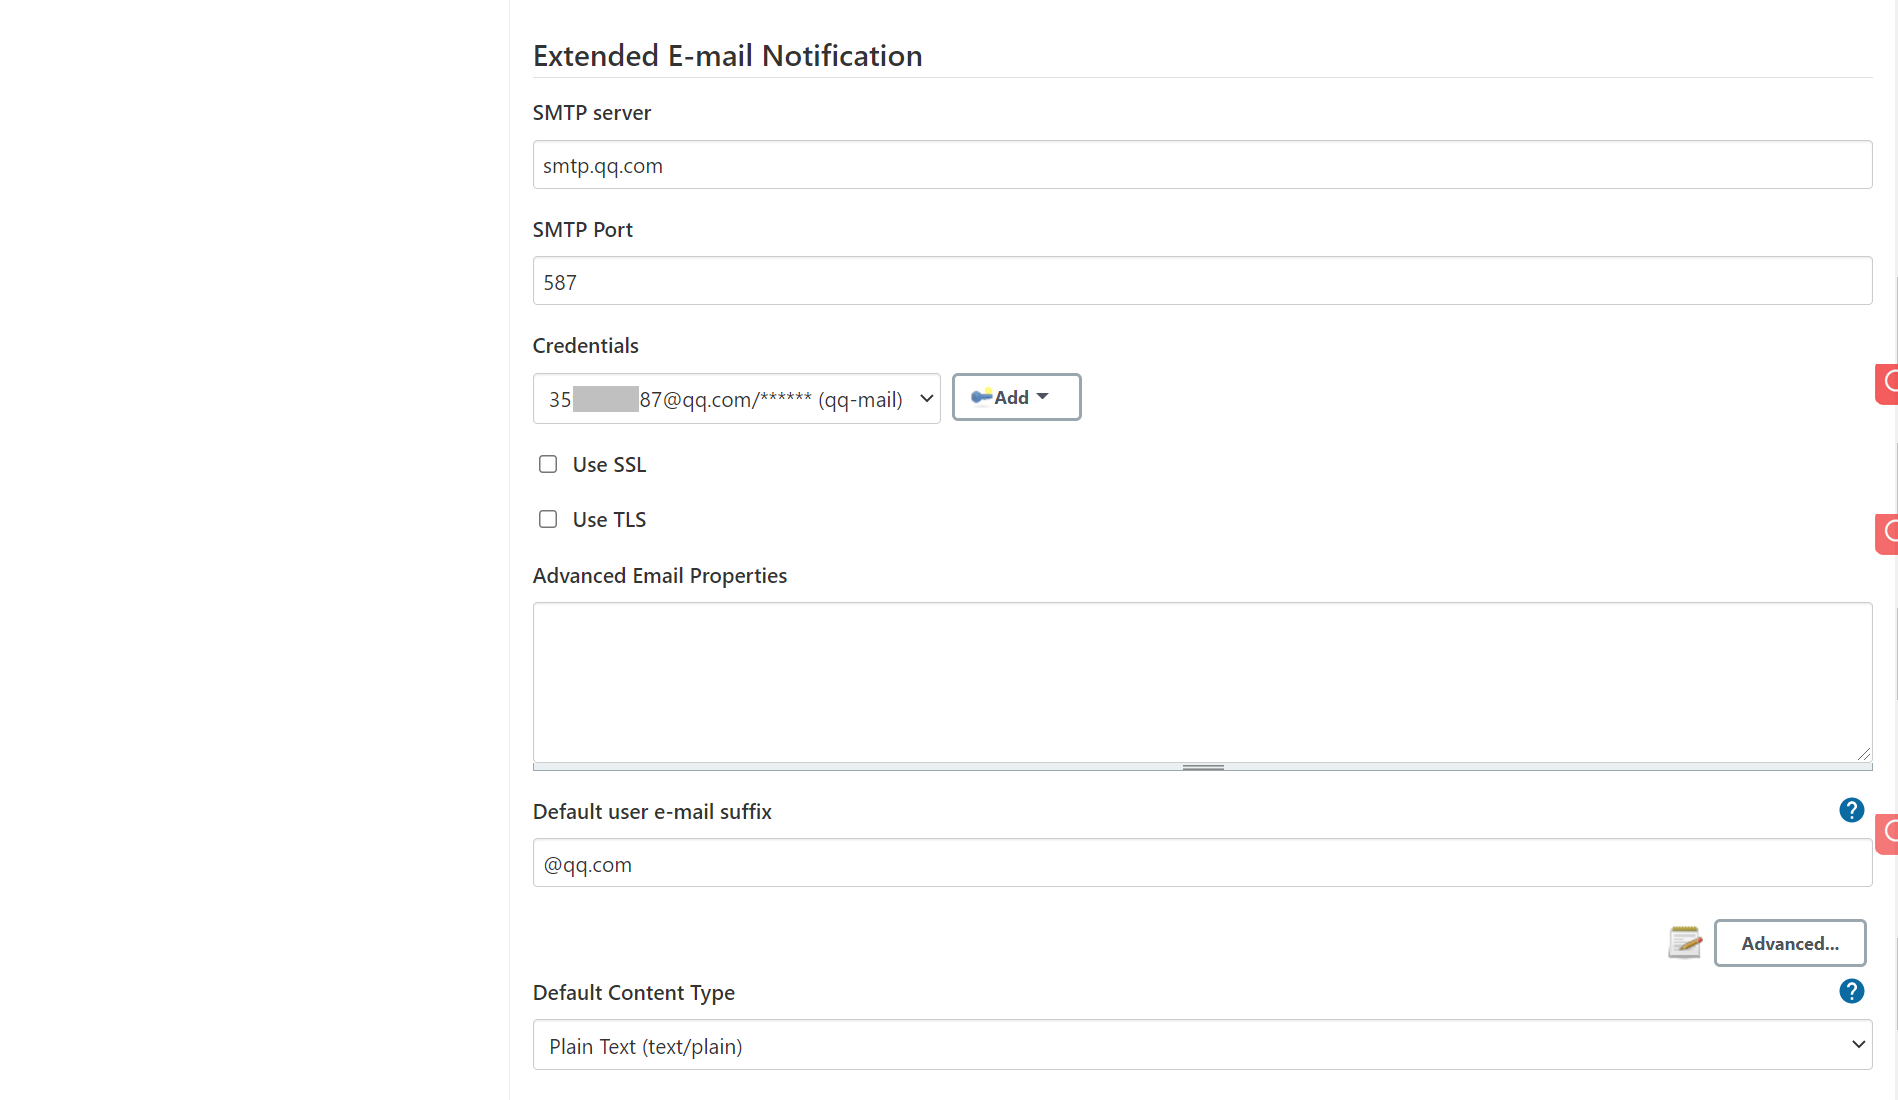 Extended E-mail Notification
SMTP server
smtp.qq.com
SMTP Port
587
Credentials
35 87@qq.com/****** (qq-mail)
Add
Use SSL
Use TLS
Advanced Email Properties
Default user e-mail suffix
?
@qq.com
Advanced...
Default Content Type
?
Plain Text (text/plain)